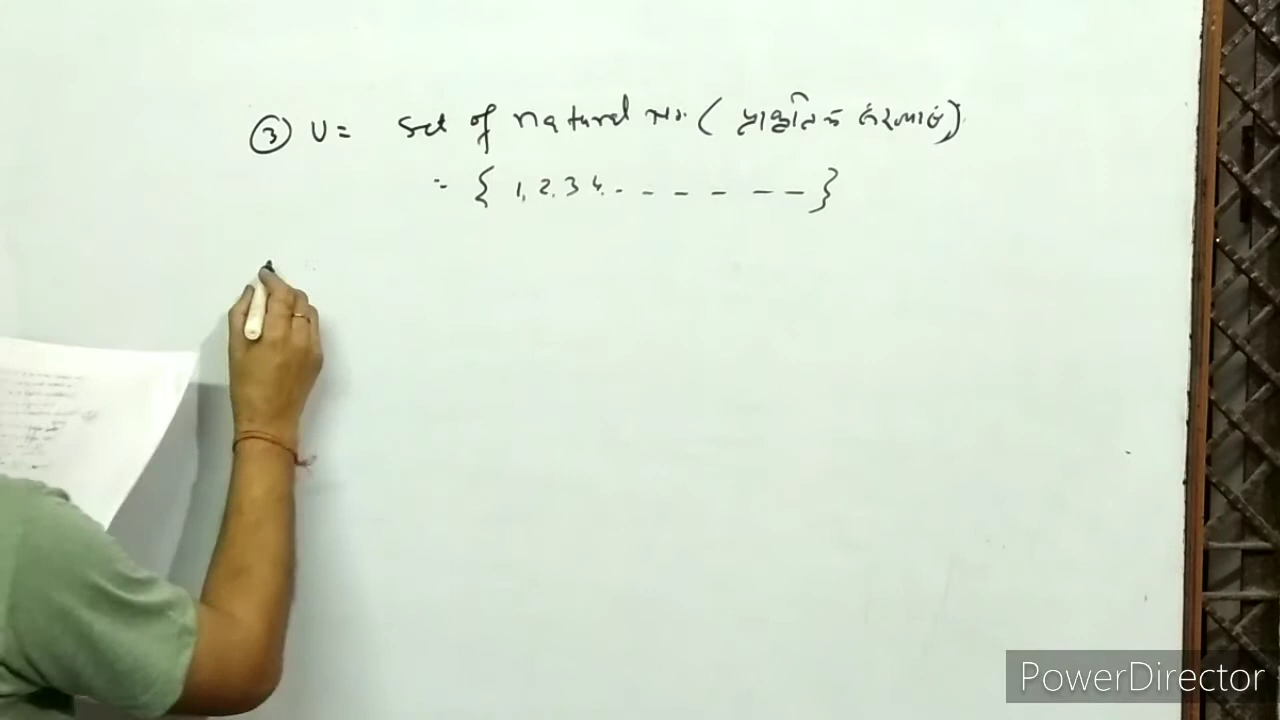 ③ U = Set of natural no. ( પ્રાકૃતિક
= { 1, 2, 3 4, - - - - - - - }
PowerDirector